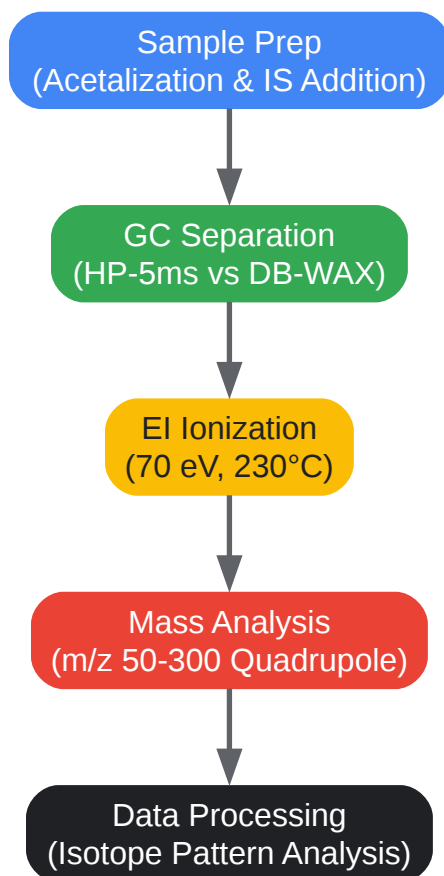 Sample Prep
(Acetalization & IS Addition)
GC Separation
(HP-5ms vs DB-WAX)
EI Ionization
(70 eV, 230°C)
Mass Analysis
(m/z 50-300 Quadrupole)
Data Processing
(Isotope Pattern Analysis)